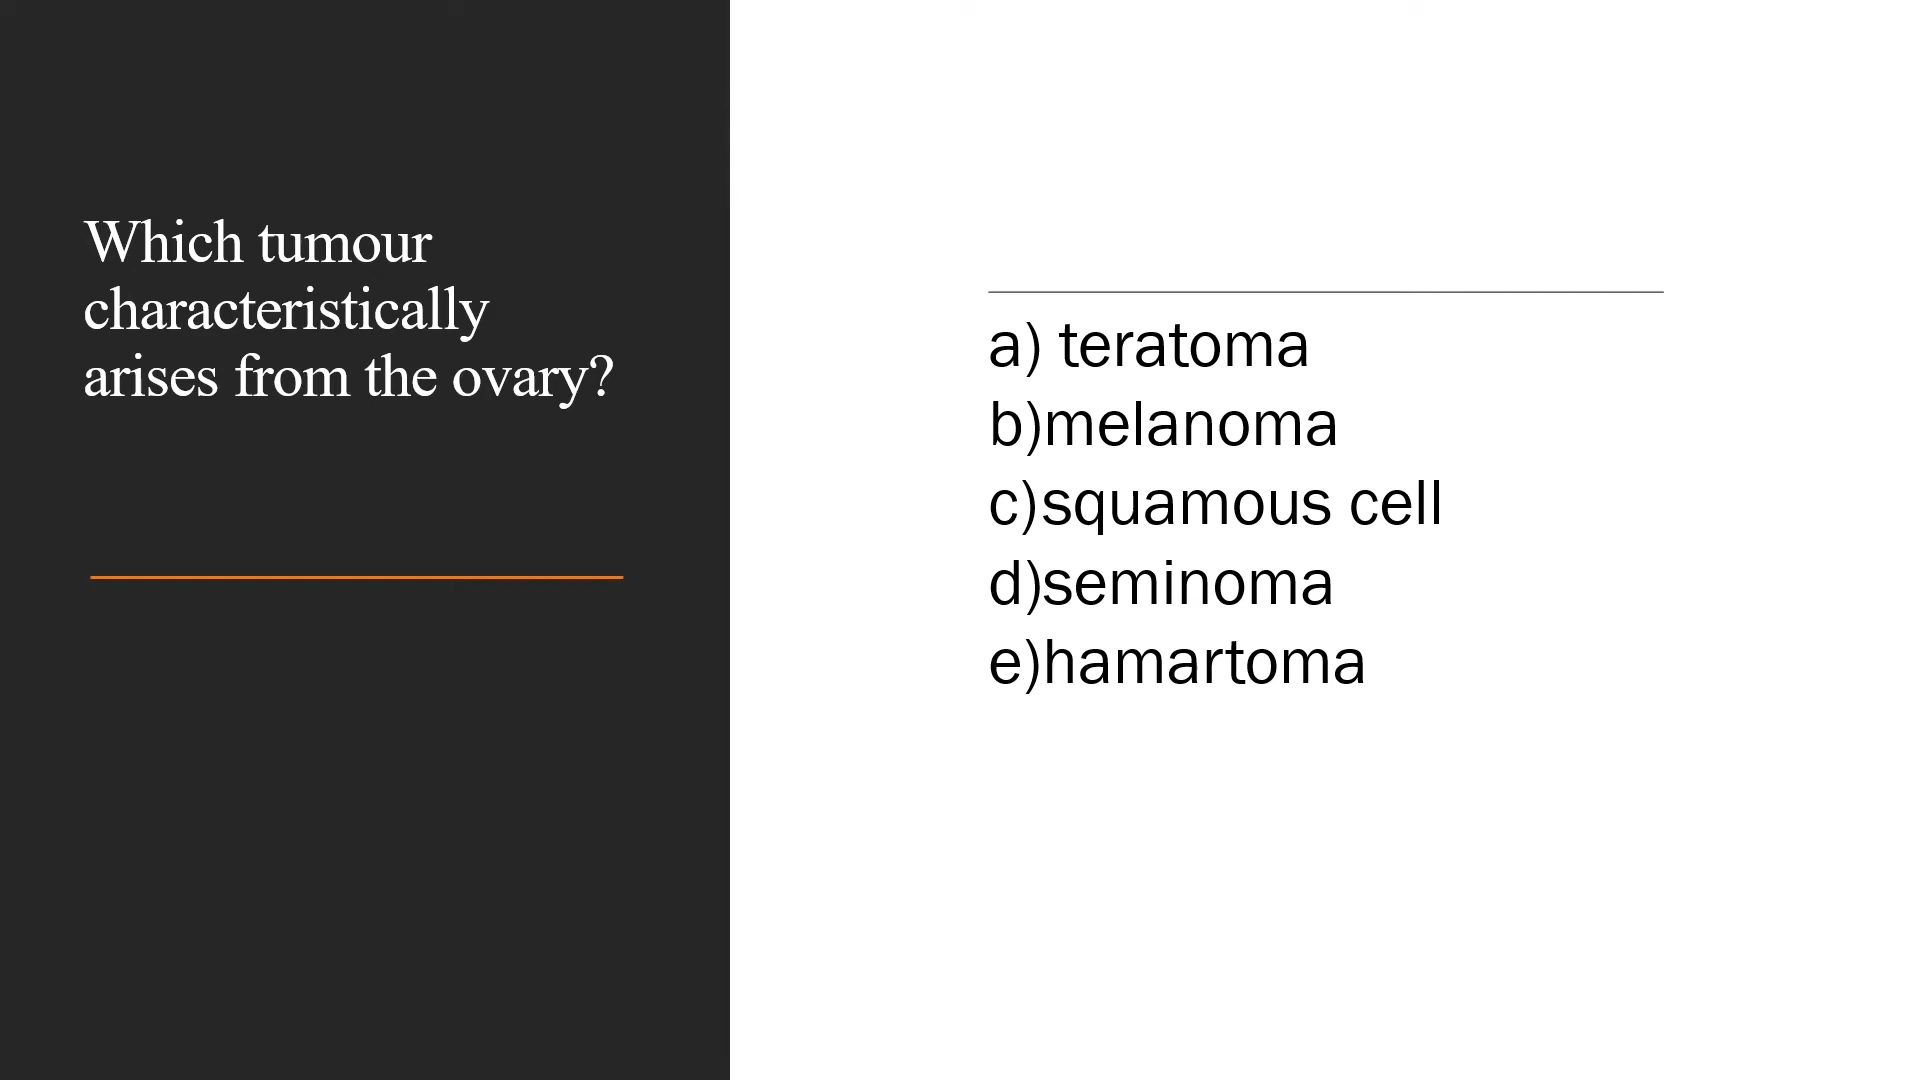 Which tumour
characteristically
arises from the ovary?
a) teratoma
b)melanoma
c)squamous cell
d)seminoma
e)hamartoma